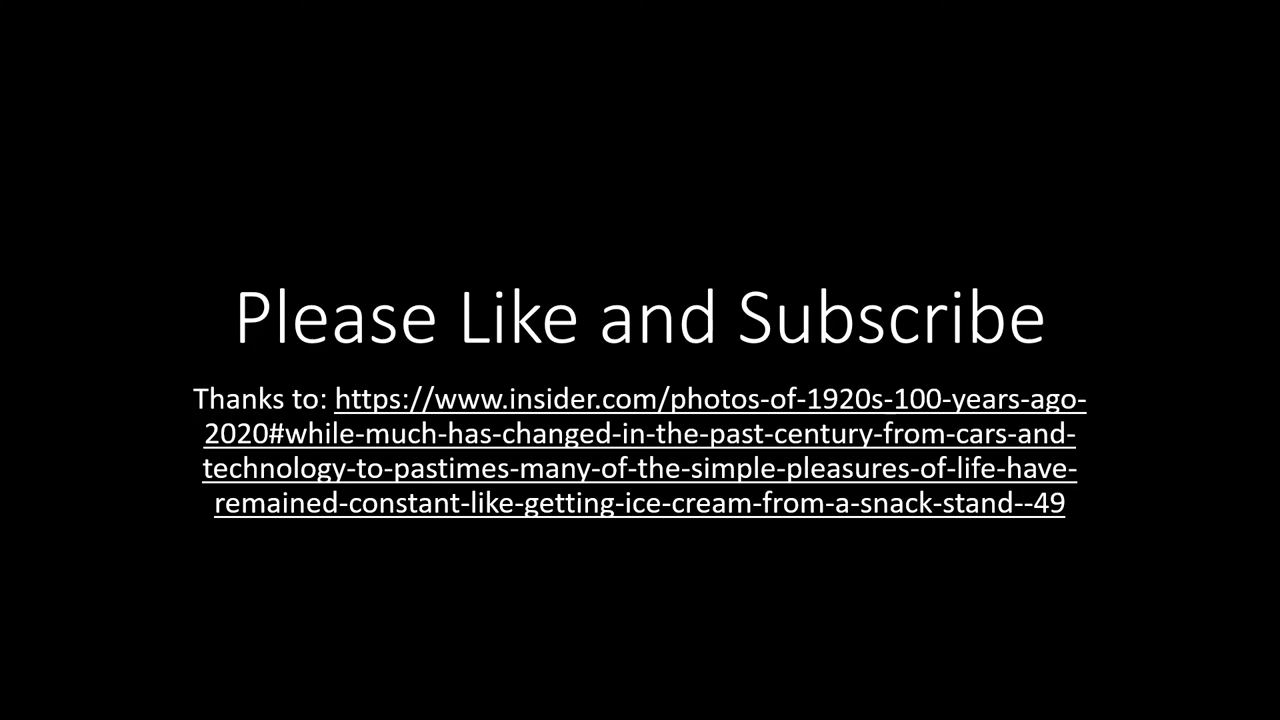 Please Like and Subscribe
Thanks to: https://www.insider.com/photos-of-1920s-100-years-ago-
2020#while-much-has-changed-in-the-past-century-from-cars-and-
technology-to-pastimes-many-of-the-simple-pleasures-of-life-have-
remained-constant-like-getting-ice-cream-from-a-snack-stand--49